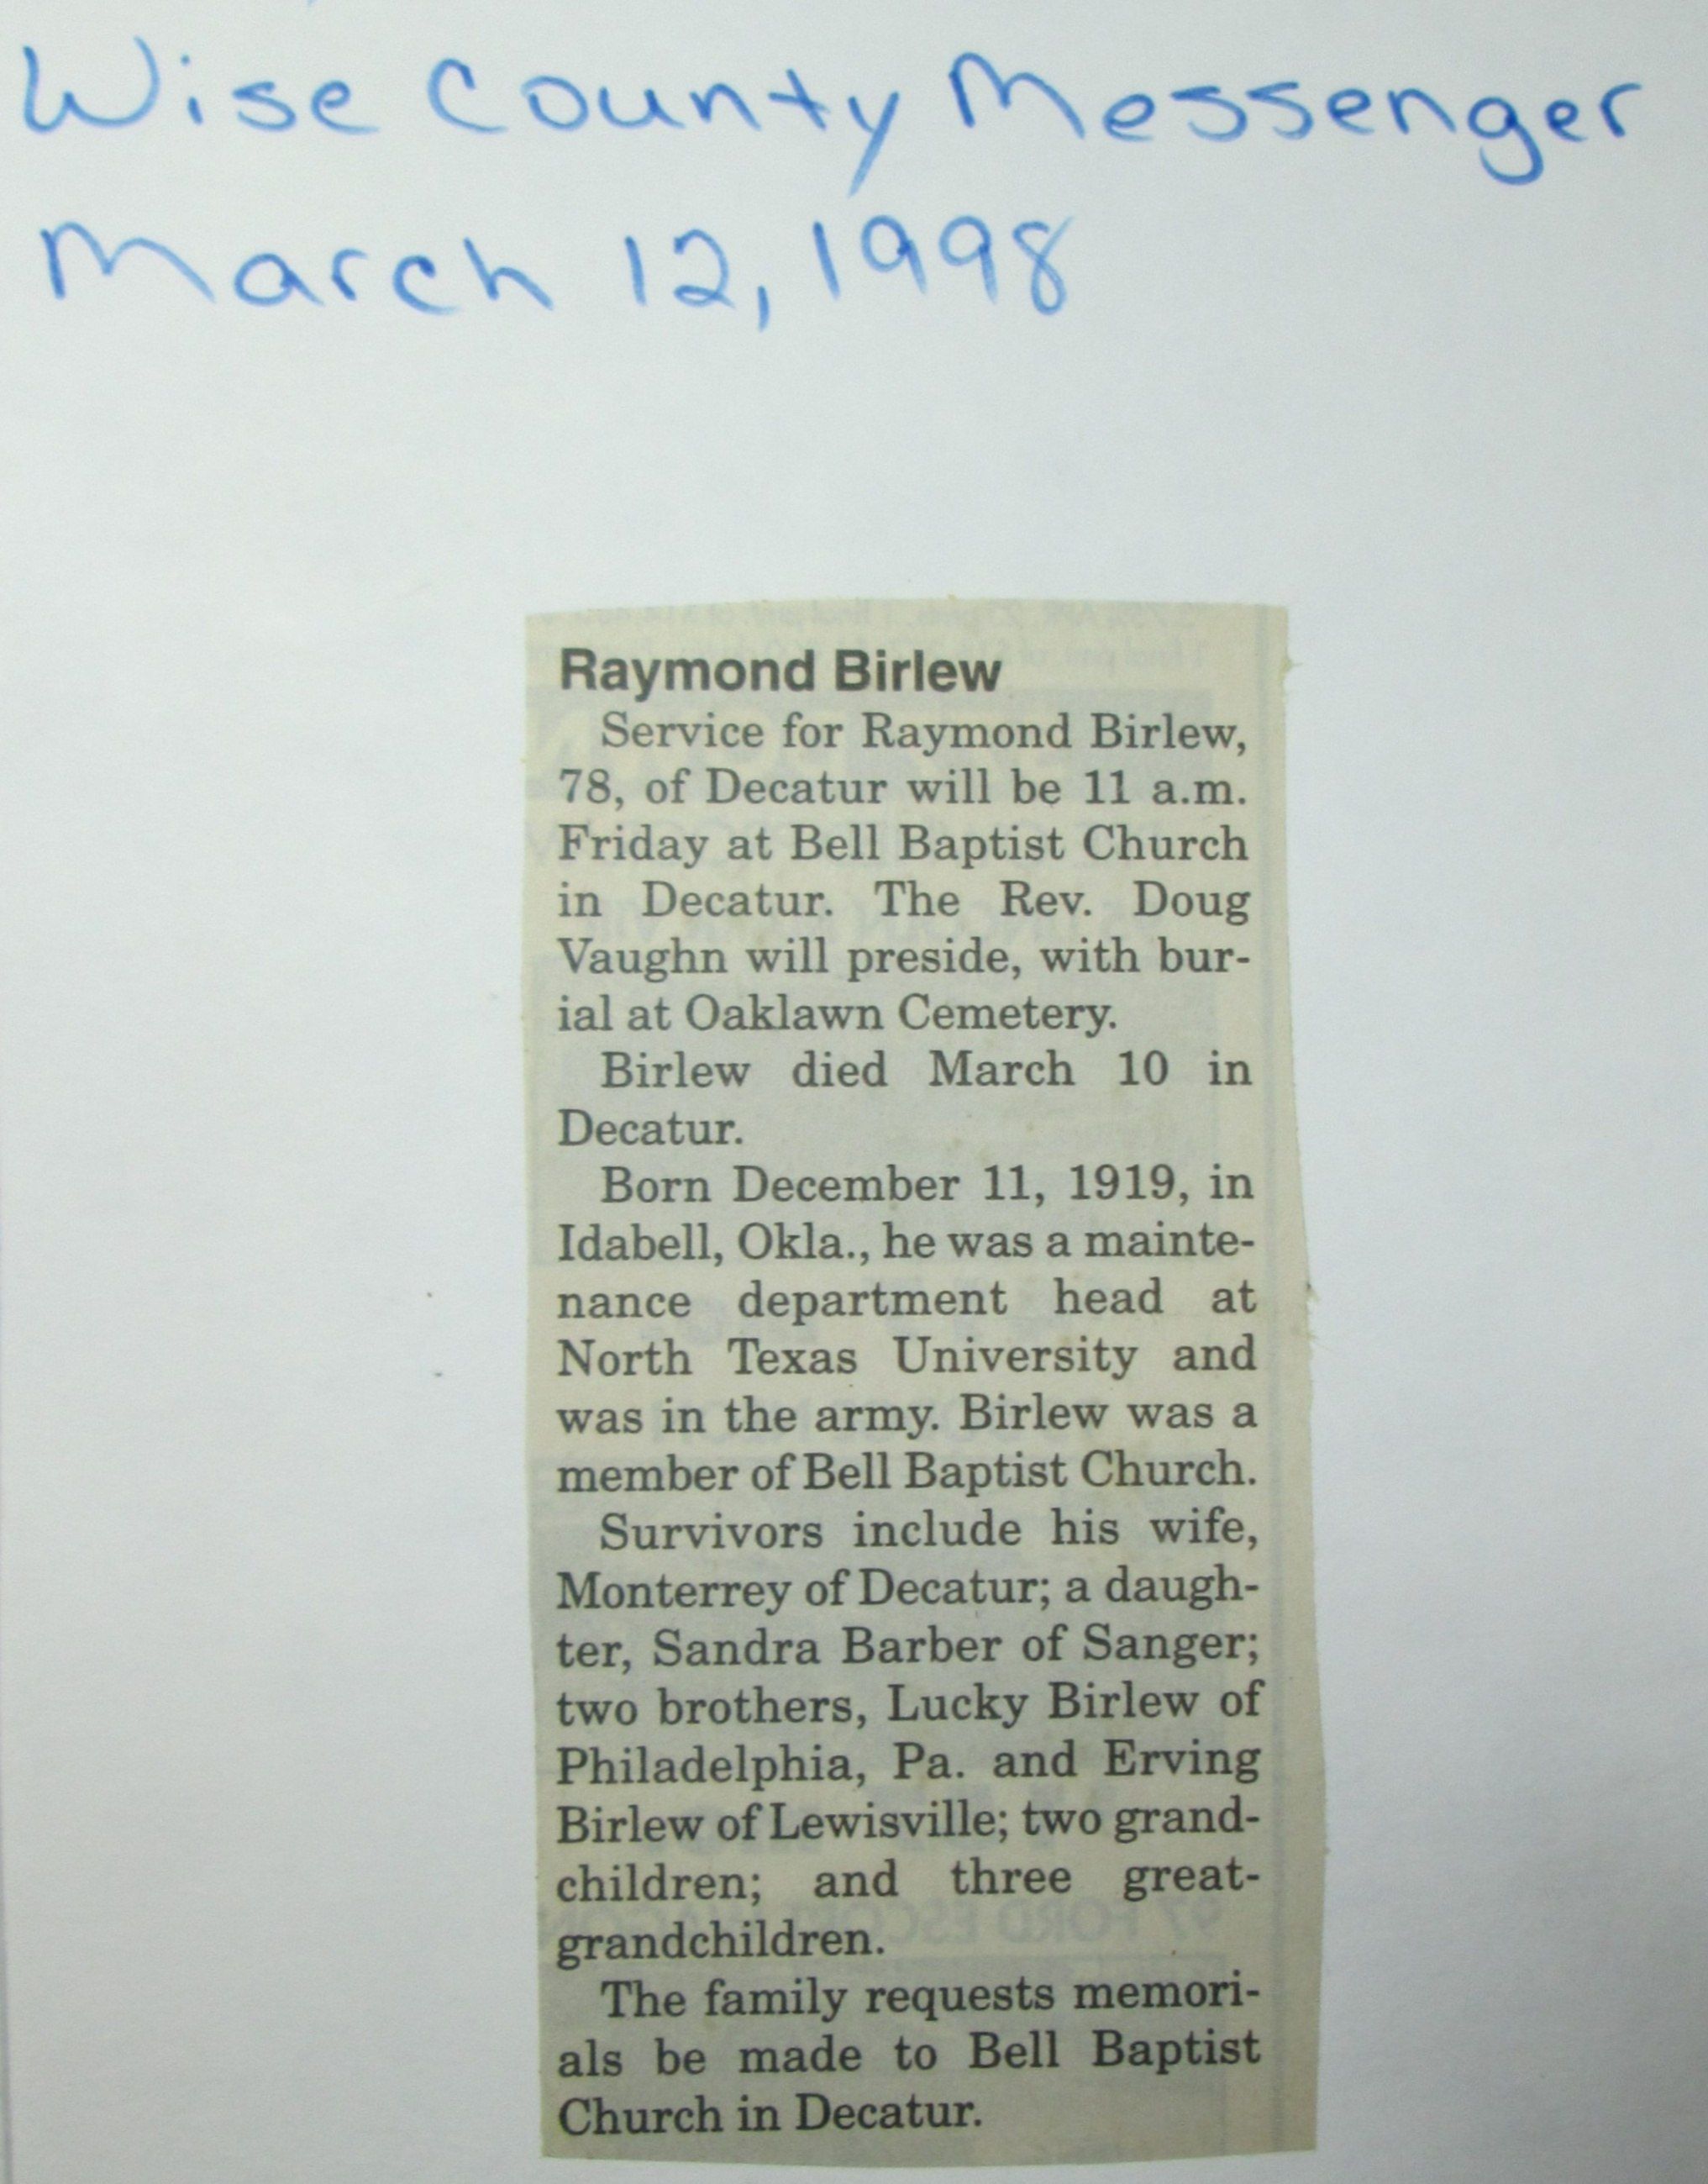 Wise County Messenger
March 12, 1998
Raymond Birlew
Service for Raymond Birlew,
78, of Decatur will be 11 a.m.
Friday at Bell Baptist Church
in Decatur. The Rev. Doug
Vaughn will preside, with bur-
ial at Oaklawn Cemetery.
Birlew died March 10 in
Decatur.
Born December 11, 1919, in
Idabell, Okla., he was a mainte-
nance department head at
North Texas University and
was in the army. Birlew was a
member of Bell Baptist Church.
Survivors include his wife,
Monterrey of Decatur; a daugh-
ter, Sandra Barber of Sanger;
two brothers, Lucky Birlew of
Philadelphia, Pa. and Erving
Birlew of Lewisville; two grand-
children; and three great-
grandchildren.
The family requests memori-
als be made to Bell Baptist
Church in Decatur.
97 FORD ESCO